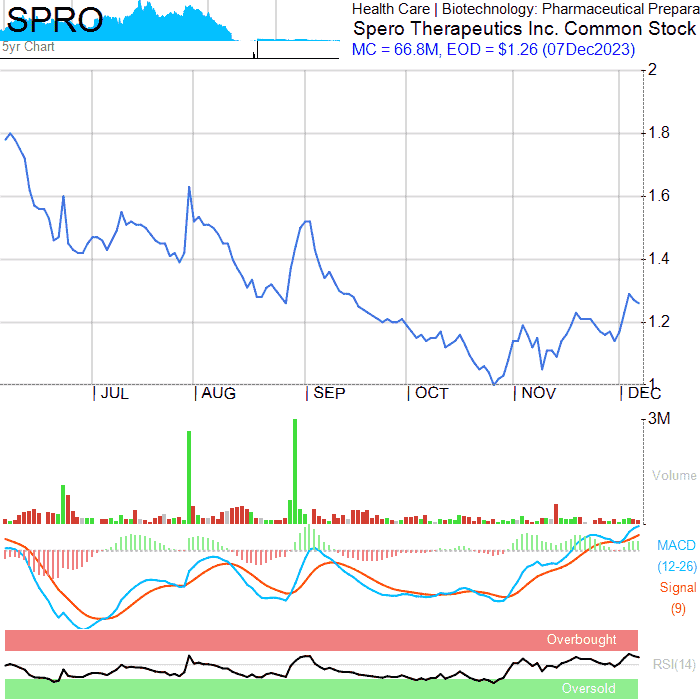 SPRO
5yr Chart
Health Care | Biotechnology: Pharmaceutical Prepara
Spero Therapeutics Inc. Common Stock
MC = 66.8M, EOD = $1.26 (07Dec2023)
2
1.8
1.6
1.4
1.2
1
JUL AUG SEP OCT NOV DEC
3M
Volume
MACD
(12-26)
Signal
(9)
Overbought
RSI(14)
Oversold